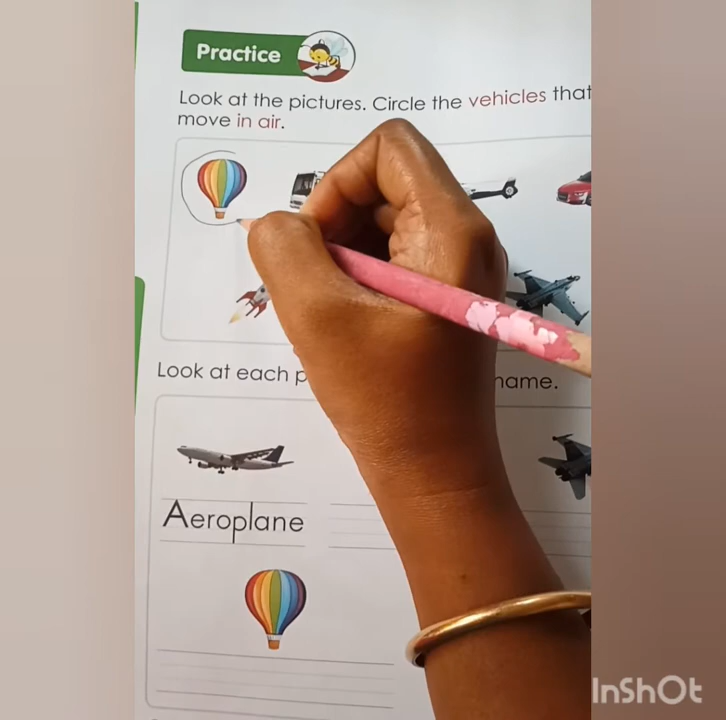 Practice
Look at the pictures. Circle the vehicles that
move in air.
Look at each name.
Aeroplane
InShOt